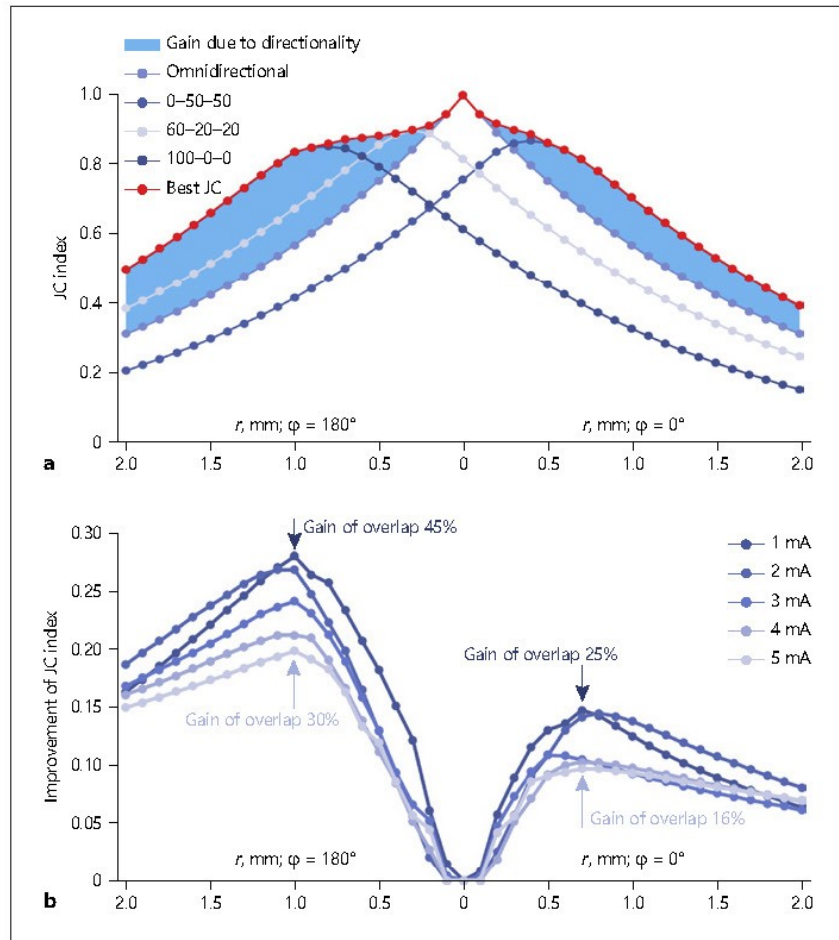 Gain due to directionality
Omnidirectional
0–50–50
60–20–20
100–0–0
Best JC
JC index
1.0
0.8
0.6
0.4
0.2
0
r, mm; φ = 180°
r, mm; φ = 0°
a
2.0 1.5 1.0 0.5 0 0.5 1.0 1.5 2.0
Improvement of JC index
0.30
0.25
0.20
0.15
0.10
0.05
0
Gain of overlap 45%
Gain of overlap 25%
Gain of overlap 30%
Gain of overlap 16%
1 mA
2 mA
3 mA
4 mA
5 mA
r, mm; φ = 180°
r, mm; φ = 0°
b
2.0 1.5 1.0 0.5 0 0.5 1.0 1.5 2.0